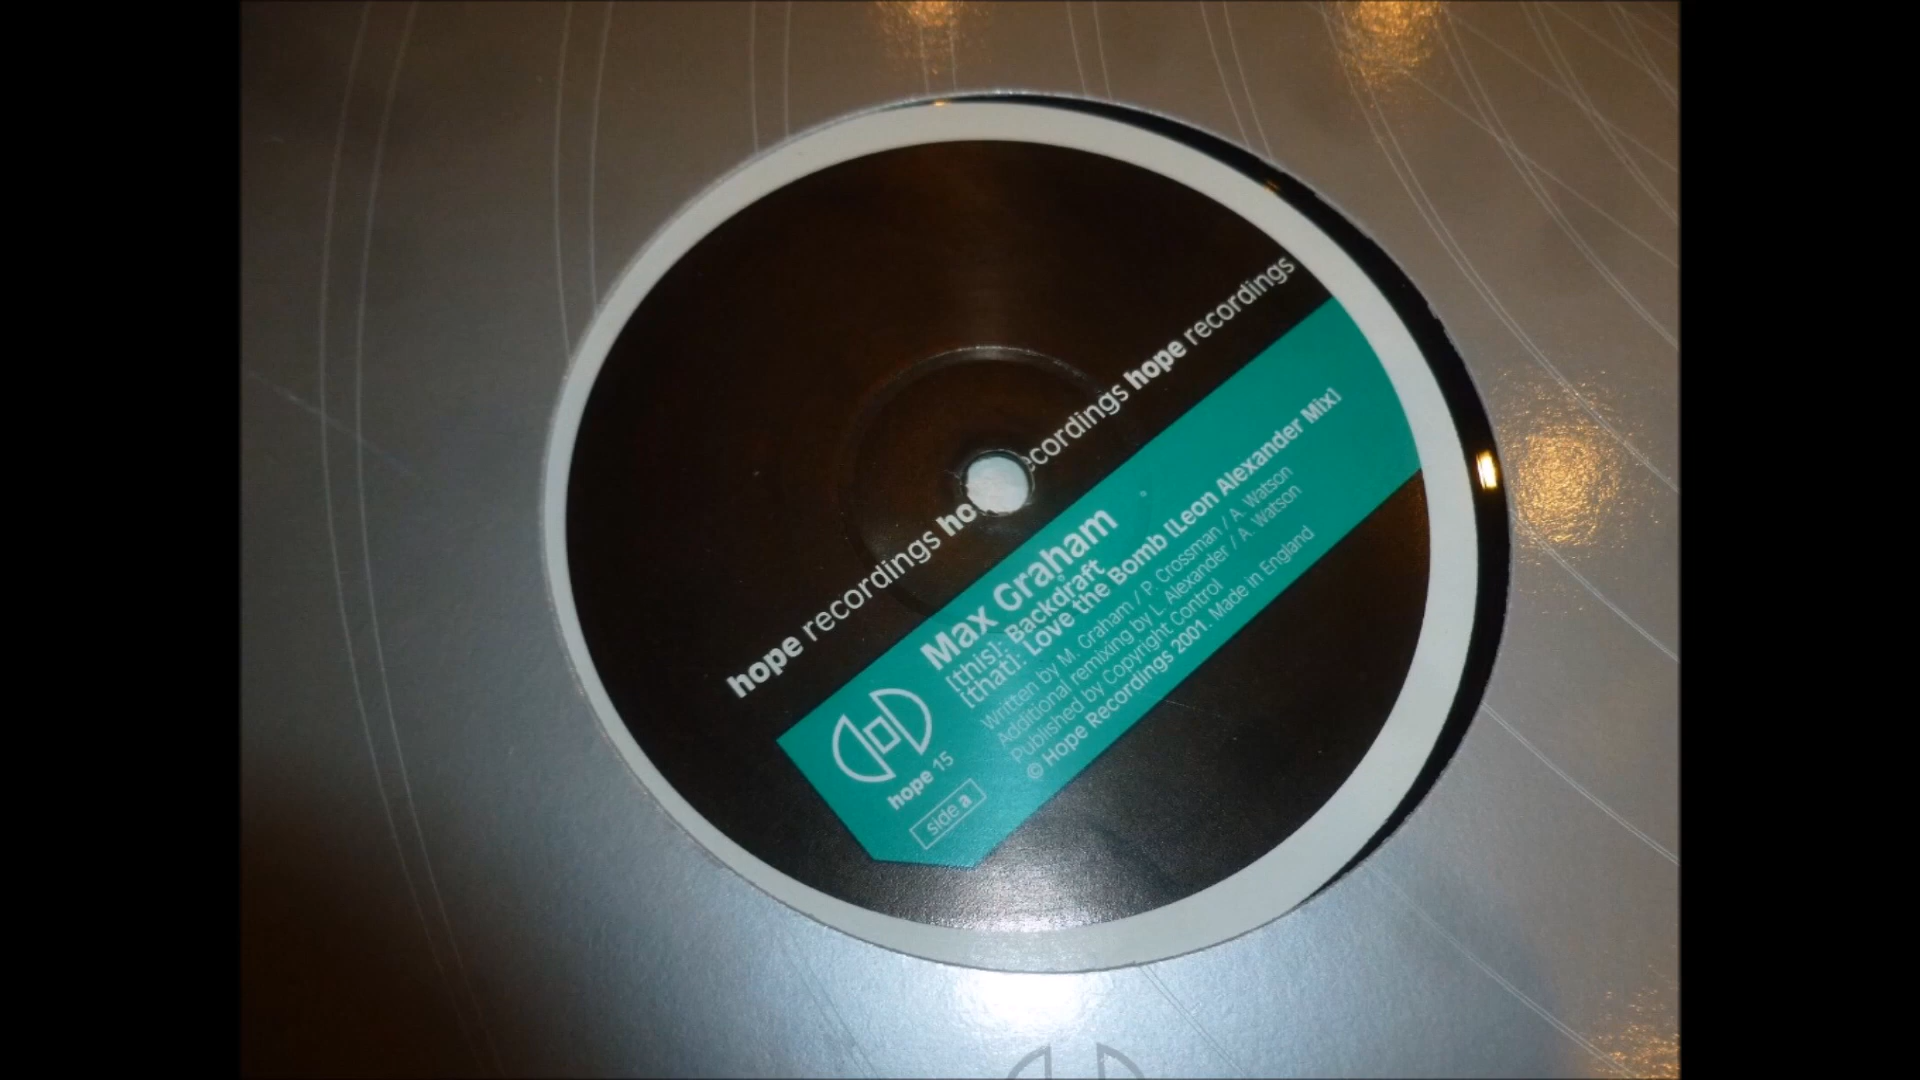 hope recordings ho ecordings hope recordings
Max Graham
[this]: Backdraft
[that]: Love the Bomb [Leon Alexander Mix]
Written by M. Graham / P. Crossman / A. Watson
Additional remixing by L. Alexander / A. Watson
Published by Copyright Control
© Hope Recordings 2001. Made in England
hope 15
side a